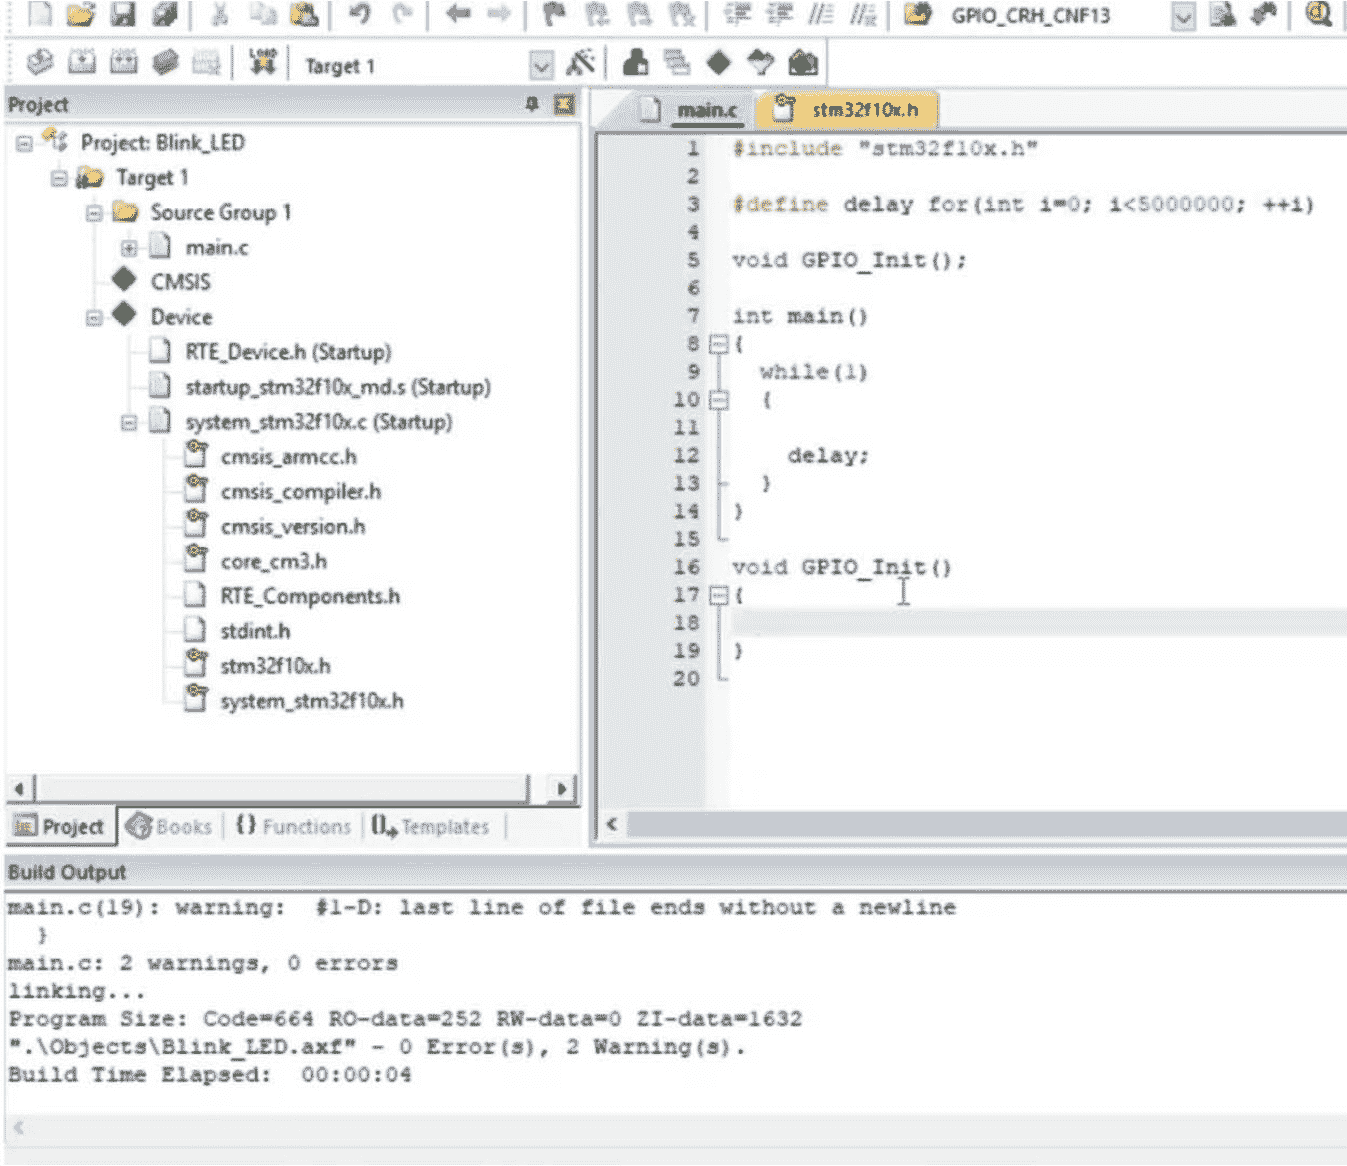 GPIO_CRH_CNF13
LOAD
Target 1
Project
Project: Blink_LED
Target 1
Source Group 1
main.c
CMSIS
Device
RTE_Device.h (Startup)
startup_stm32f10x_md.s (Startup)
system_stm32f10x.c (Startup)
cmsis_armcc.h
cmsis_compiler.h
cmsis_version.h
core_cm3.h
RTE_Components.h
stdint.h
stm32f10x.h
system_stm32f10x.h
Project Books {} Functions Templates
main.c stm32f10x.h
1 #include "stm32f10x.h"
2
3 #define delay for(int i=0; i<5000000; ++i)
4
5 void GPIO_Init();
6
7 int main()
8 {
9 while(1)
10 {
11
12 delay;
13 }
14 }
15
16 void GPIO_Init()
17 {
18
19 }
20
Build Output
main.c(19): warning:  #1-D: last line of file ends without a newline
}
main.c: 2 warnings, 0 errors
linking...
Program Size: Code=664 RO-data=252 RW-data=0 ZI-data=1632
".\Objects\Blink_LED.axf" - 0 Error(s), 2 Warning(s).
Build Time Elapsed:  00:00:04